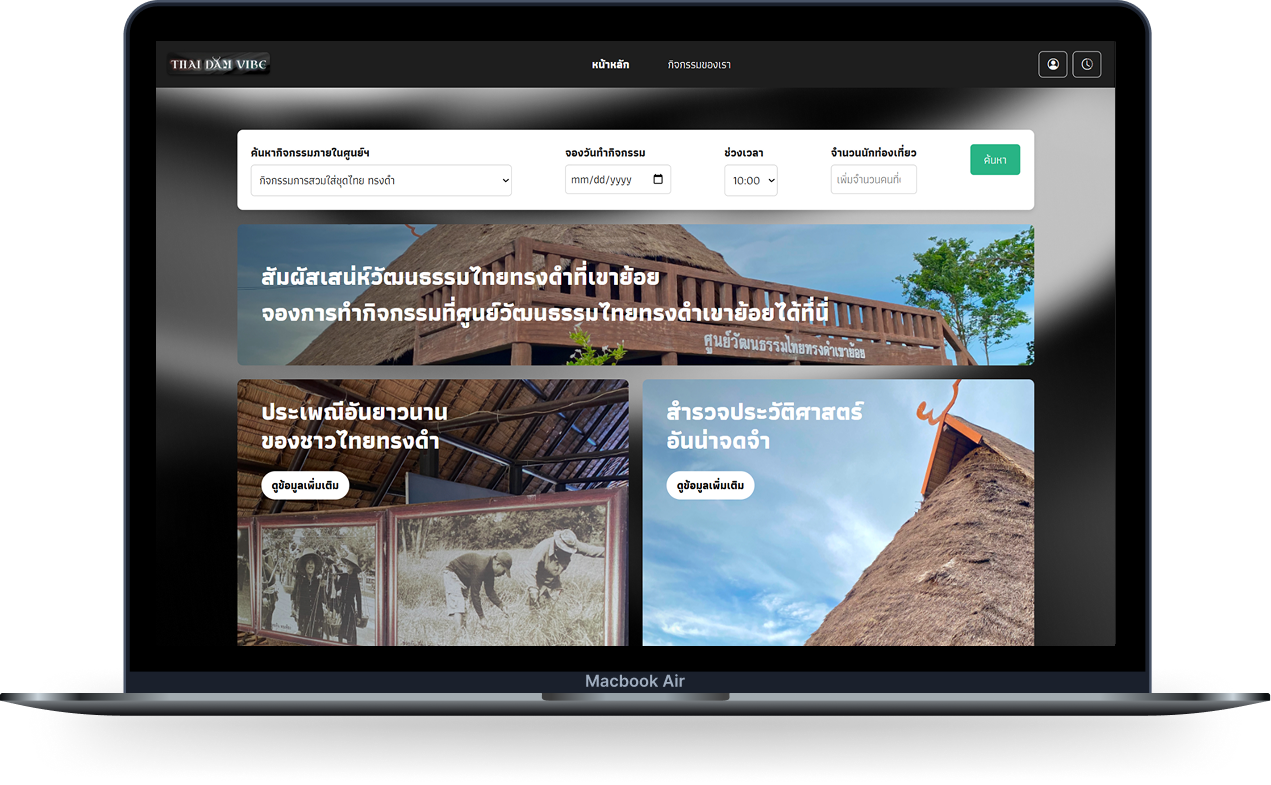 THAI DĂM VIBE
หน้าหลัก
กิจกรรมของเรา
ค้นหากิจกรรมภายในศูนย์ฯ
จองวันทำกิจกรรม
ช่วงเวลา
จำนวนนักท่องเที่ยว
ค้นหา
กิจกรรมการสวมใส่ชุดไทย ทรงดำ
mm/dd/yyyy
10:00
เพิ่มจำนวนคนที่
สัมผัสเสน่ห์วัฒนธรรมไทยทรงดำที่เขาย้อย
จองการทำกิจกรรมที่ศูนย์วัฒนธรรมไทยทรงดำเขาย้อยได้ที่นี่
ศูนย์วัฒนธรรมไทยทรงดำเขาย้อย
ประเพณีอันยาวนาน
ของชาวไทยทรงดำ
ดูข้อมูลเพิ่มเติม
สำรวจประวัติศาสตร์
อันน่าจดจำ
ดูข้อมูลเพิ่มเติม
Macbook Air